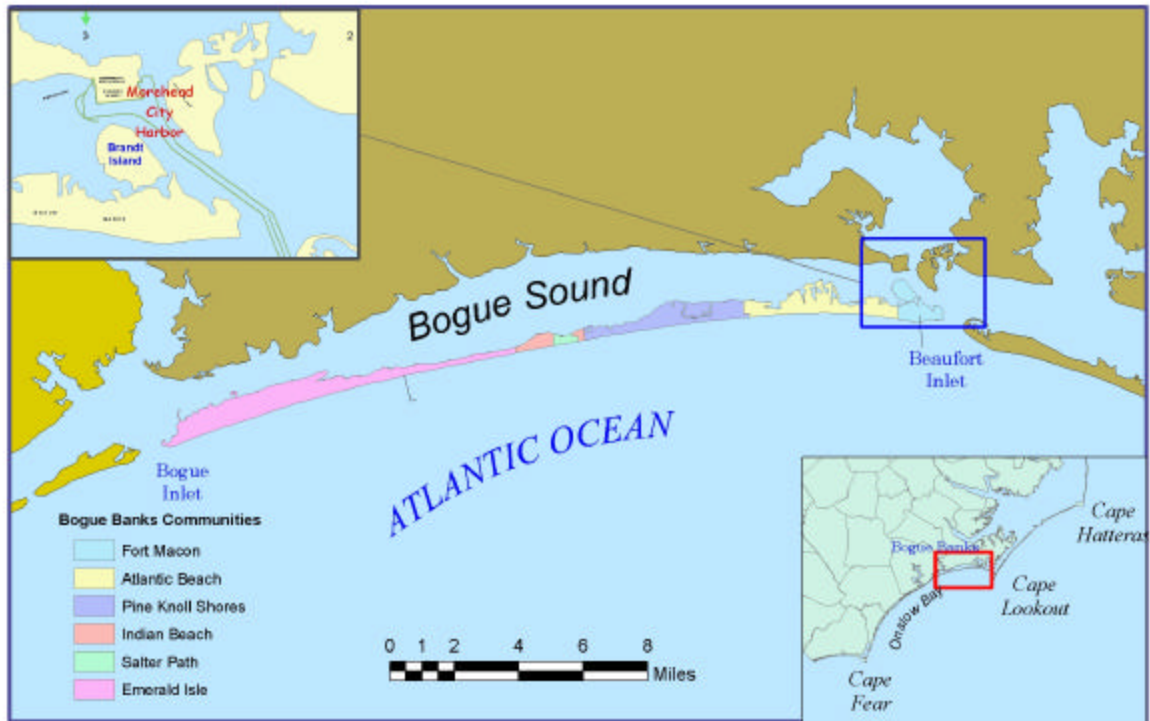 3
2
Morehead
City
Harbor
Brandt
Island
Bogue Sound
Beaufort
Inlet
ATLANTIC OCEAN
Bogue
Inlet
Bogue Banks Communities
Fort Macon
Atlantic Beach
Pine Knoll Shores
Indian Beach
Salter Path
Emerald Isle
0 1 2 4 6 8
Miles
Cape
Hatteras
Bogue Banks
Cape
Lookout
Onslow Bay
Cape
Fear